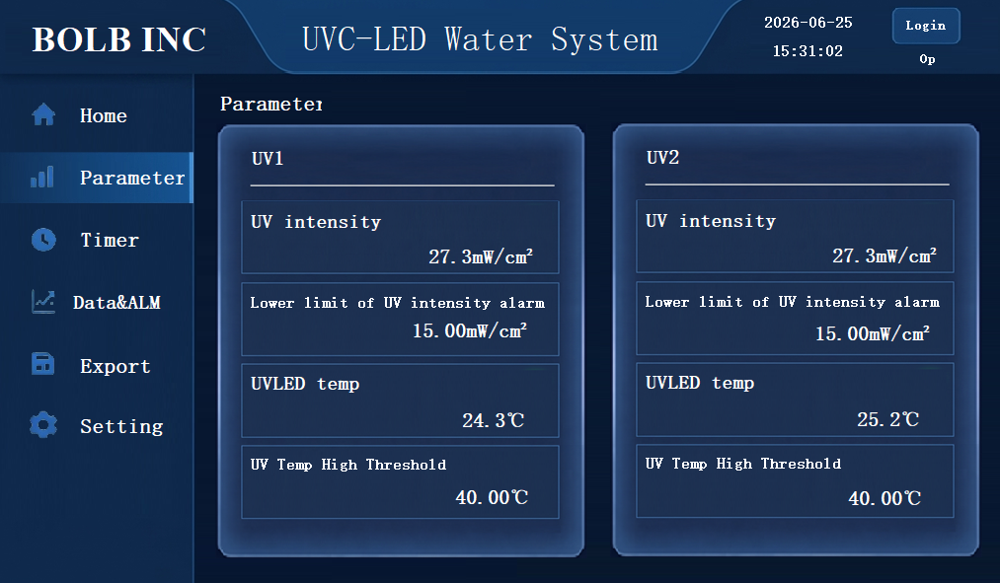 BOLB INC
UVC-LED Water System
2026-06-25
15:31:02
Login
Op
Home
Parameter
Timer
Data&ALM
Export
Setting
Parameter
UV1
UV intensity
27.3mW/cm²
Lower limit of UV intensity alarm
15.00mW/cm²
UVLED temp
24.3℃
UV Temp High Threshold
40.00℃
UV2
UV intensity
27.3mW/cm²
Lower limit of UV intensity alarm
15.00mW/cm²
UVLED temp
25.2℃
UV Temp High Threshold
40.00℃